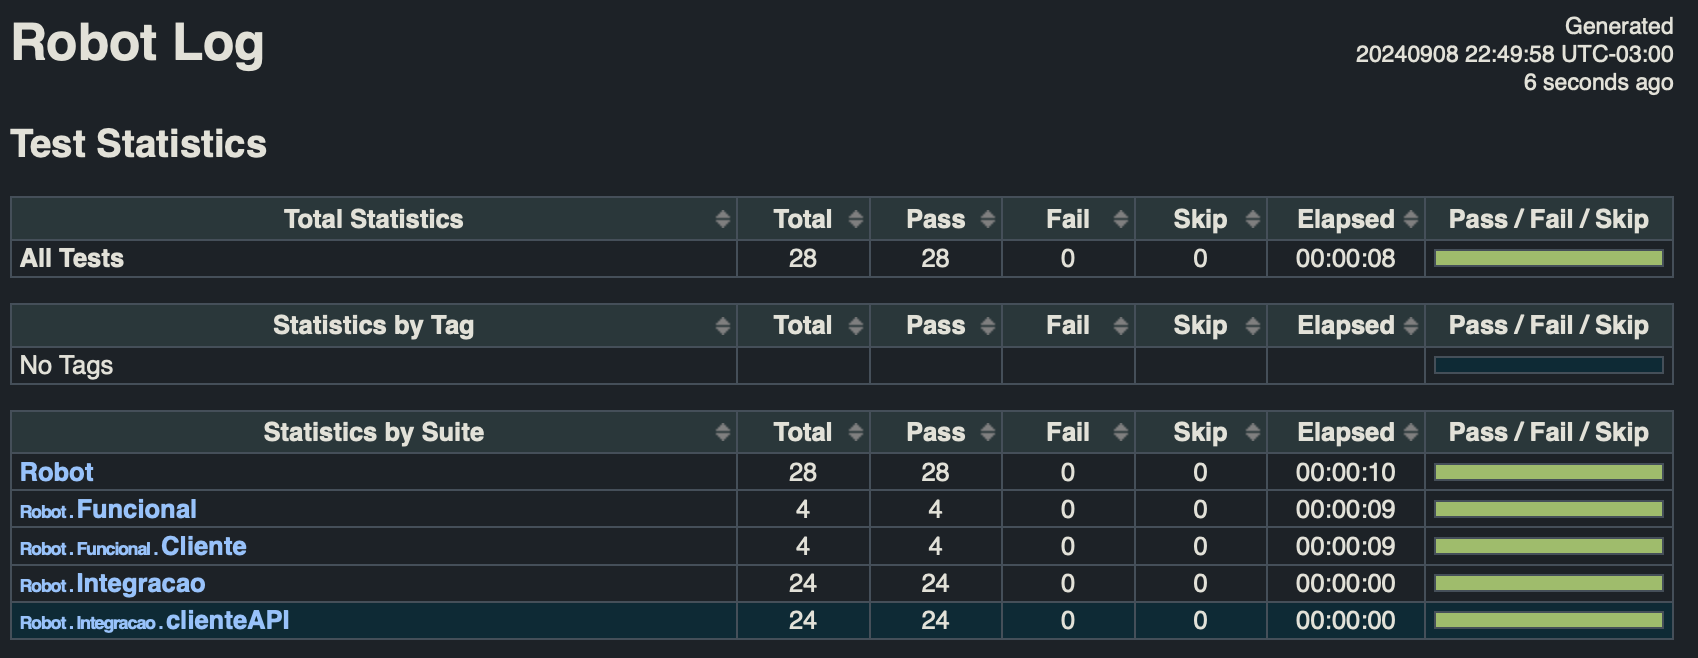 Robot Log
Generated
20240908 22:49:58 UTC-03:00
6 seconds ago
Test Statistics
Total Statistics Total Pass Fail Skip Elapsed Pass / Fail / Skip
All Tests 28 28 0 0 00:00:08
Statistics by Tag Total Pass Fail Skip Elapsed Pass / Fail / Skip
No Tags
Statistics by Suite Total Pass Fail Skip Elapsed Pass / Fail / Skip
Robot 28 28 0 0 00:00:10
Robot . Funcional 4 4 0 0 00:00:09
Robot . Funcional . Cliente 4 4 0 0 00:00:09
Robot . Integracao 24 24 0 0 00:00:00
Robot . Integracao . clienteAPI 24 24 0 0 00:00:00